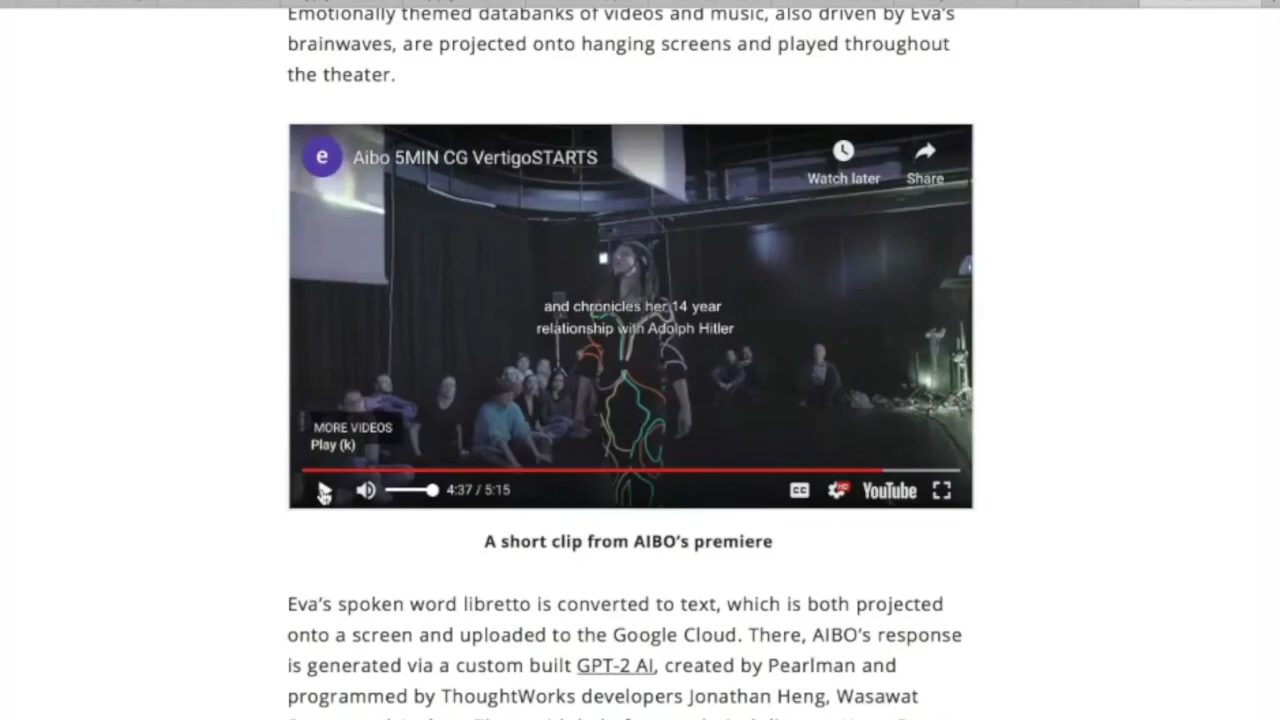 Emotionally themed databanks of videos and music, also driven by Eva's
brainwaves, are projected onto hanging screens and played throughout
the theater.
e
Aibo 5MIN CG VertigoSTARTS
Watch later
Share
and chronicles her 14 year
relationship with Adolph Hitler
MORE VIDEOS
Play (k)
4:37 / 5:15
CC
HD
YouTube
A short clip from AIBO's premiere
Eva's spoken word libretto is converted to text, which is both projected
onto a screen and uploaded to the Google Cloud. There, AIBO's response
is generated via a custom built GPT-2 AI, created by Pearlman and
programmed by ThoughtWorks developers Jonathan Heng, Wasawat